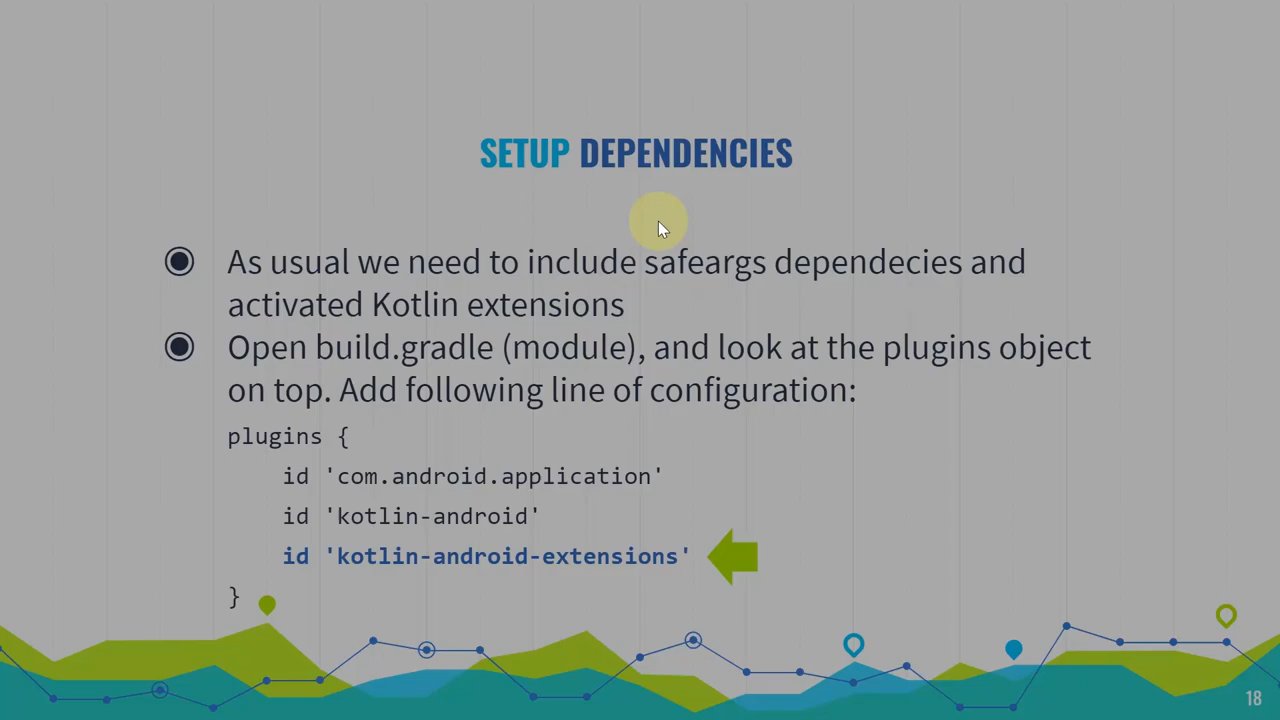 SETUP DEPENDENCIES
As usual we need to include safeargs dependecies and
activated Kotlin extensions
Open build.gradle (module), and look at the plugins object
on top. Add following line of configuration:
plugins {
id 'com.android.application'
id 'kotlin-android'
id 'kotlin-android-extensions'
}
18